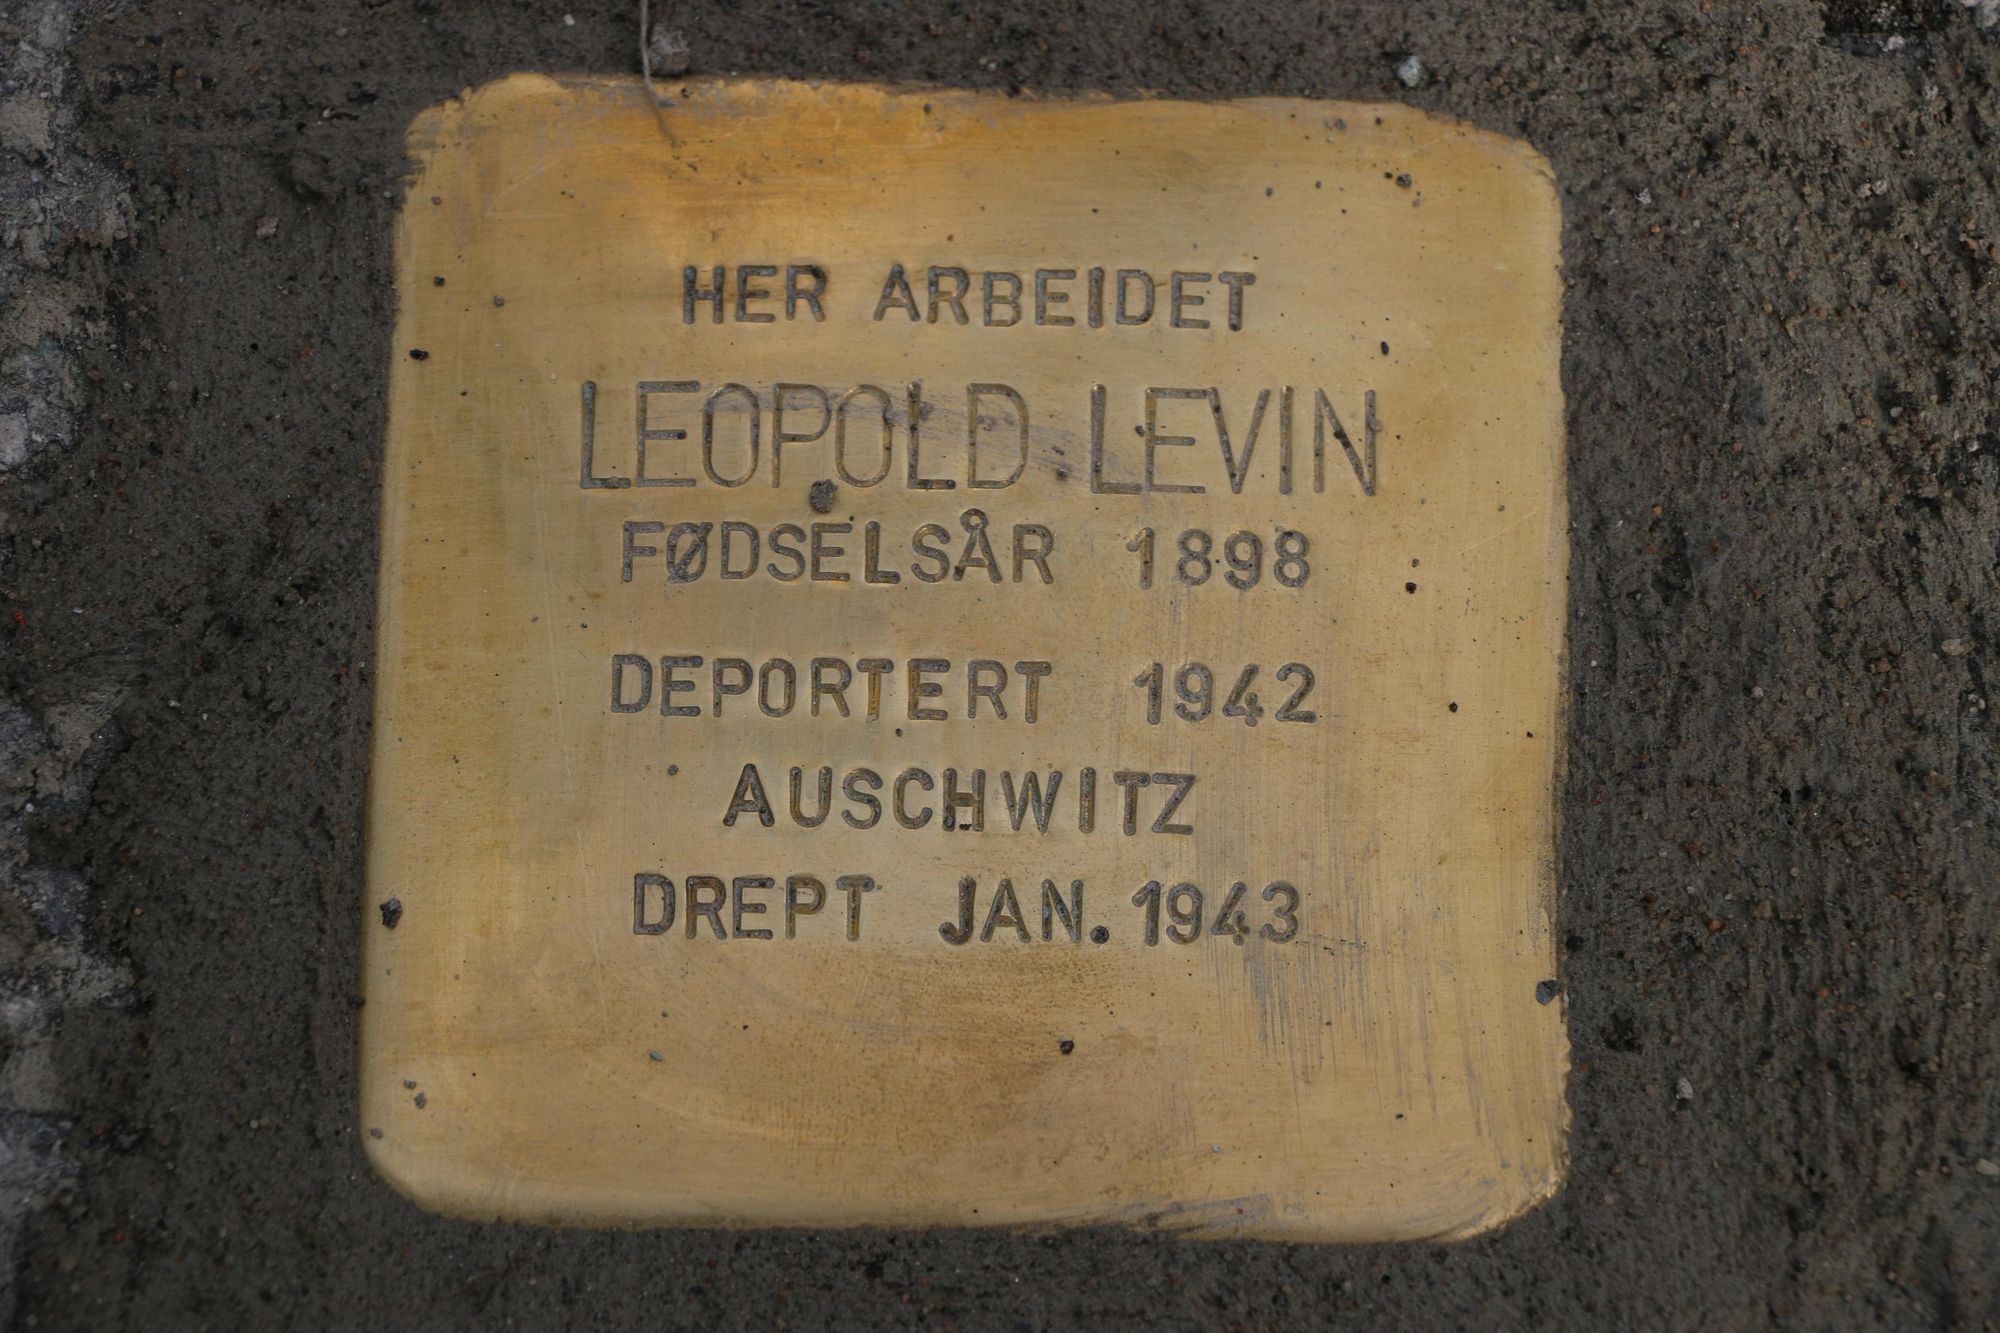 HER ARBEIDET
LEOPOLD LEVIN
FØDSELSÅR 1898
DEPORTERT 1942
AUSCHWITZ
DREPT JAN. 1943